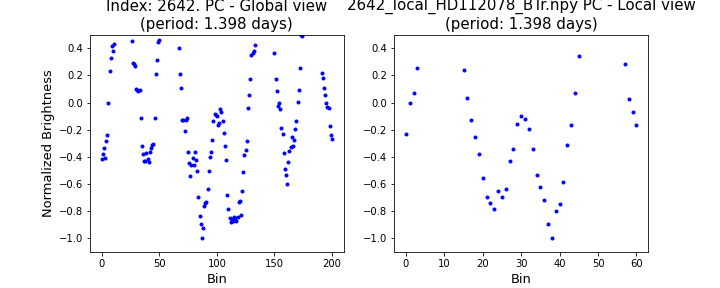 Index: 2642. PC - Global view
(period: 1.398 days)
2642_local_HD112078_BTr.npy PC - Local view
(period: 1.398 days)
Normalized Brightness
0.4
0.2
0.0
−0.2
−0.4
−0.6
−0.8
−1.0
0 50 100 150 200
Bin
0.4
0.2
0.0
−0.2
−0.4
−0.6
−0.8
−1.0
0 10 20 30 40 50 60
Bin